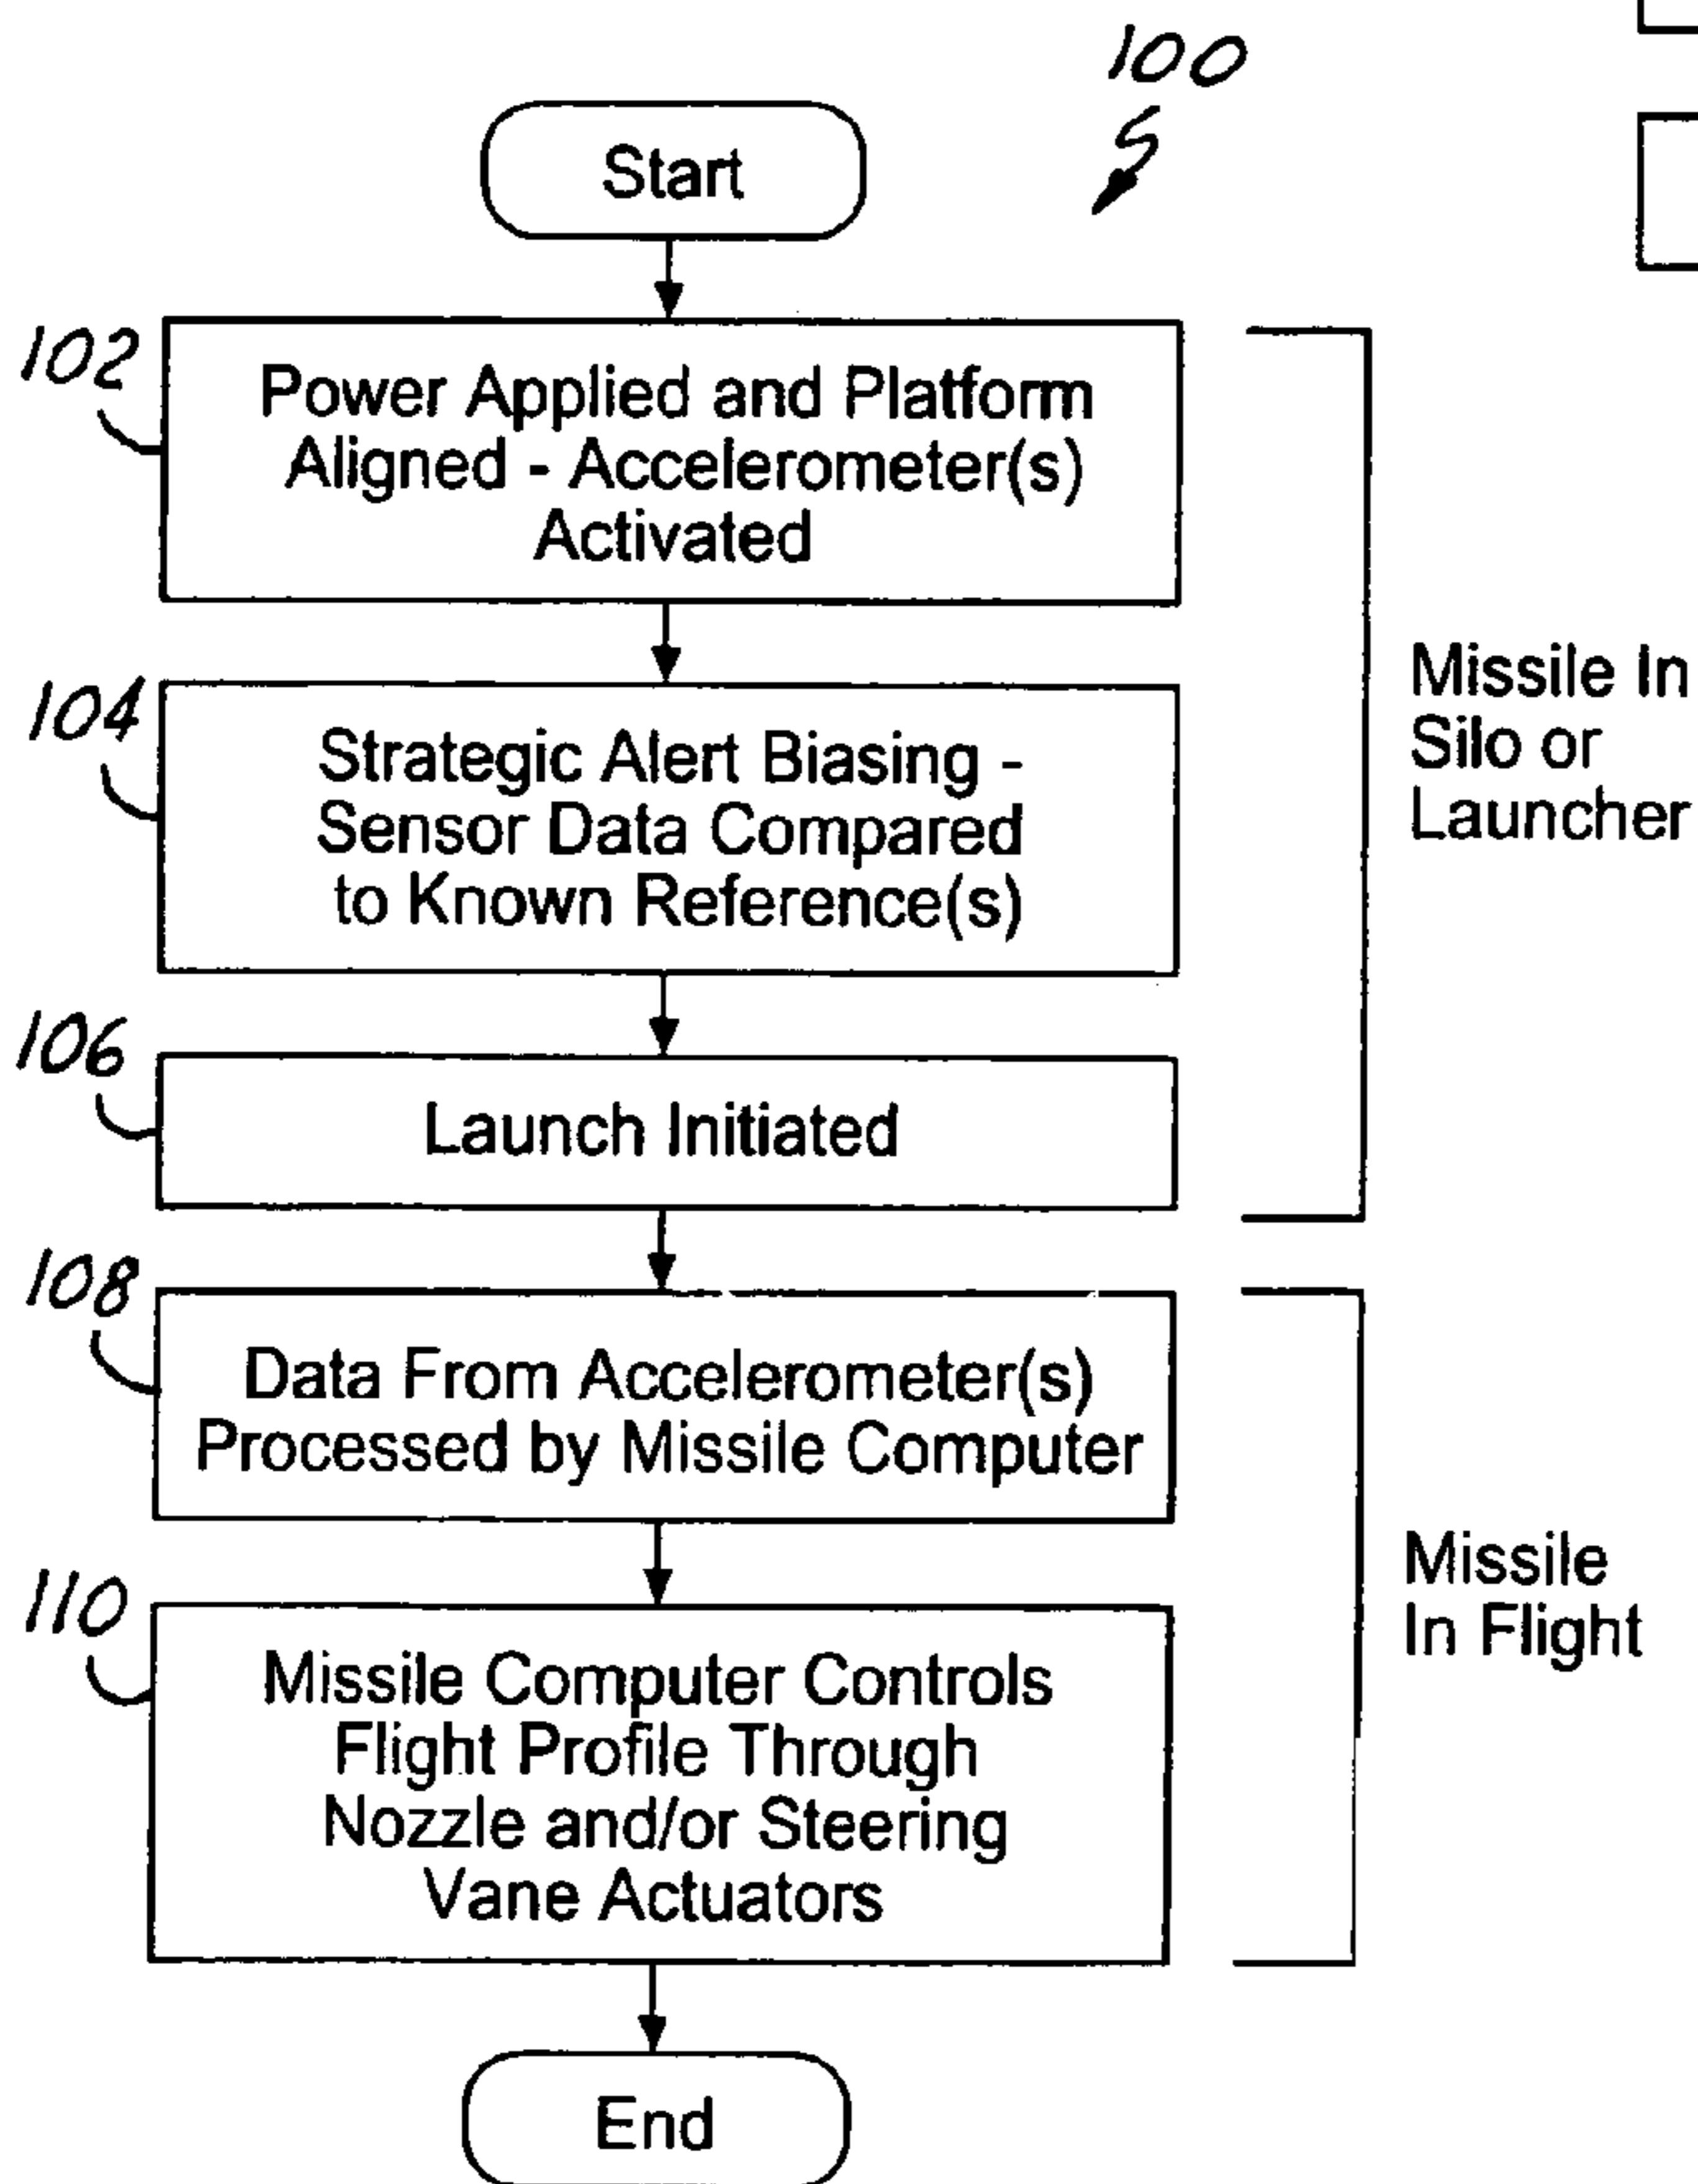 100
Start
102
Power Applied and Platform
Aligned - Accelerometer(s)
Activated
104
Strategic Alert Biasing -
Sensor Data Compared
to Known Reference(s)
106
Launch Initiated
Missile In
Silo or
Launcher
108
Data From Accelerometer(s)
Processed by Missile Computer
110
Missile Computer Controls
Flight Profile Through
Nozzle and/or Steering
Vane Actuators
Missile
In Flight
End